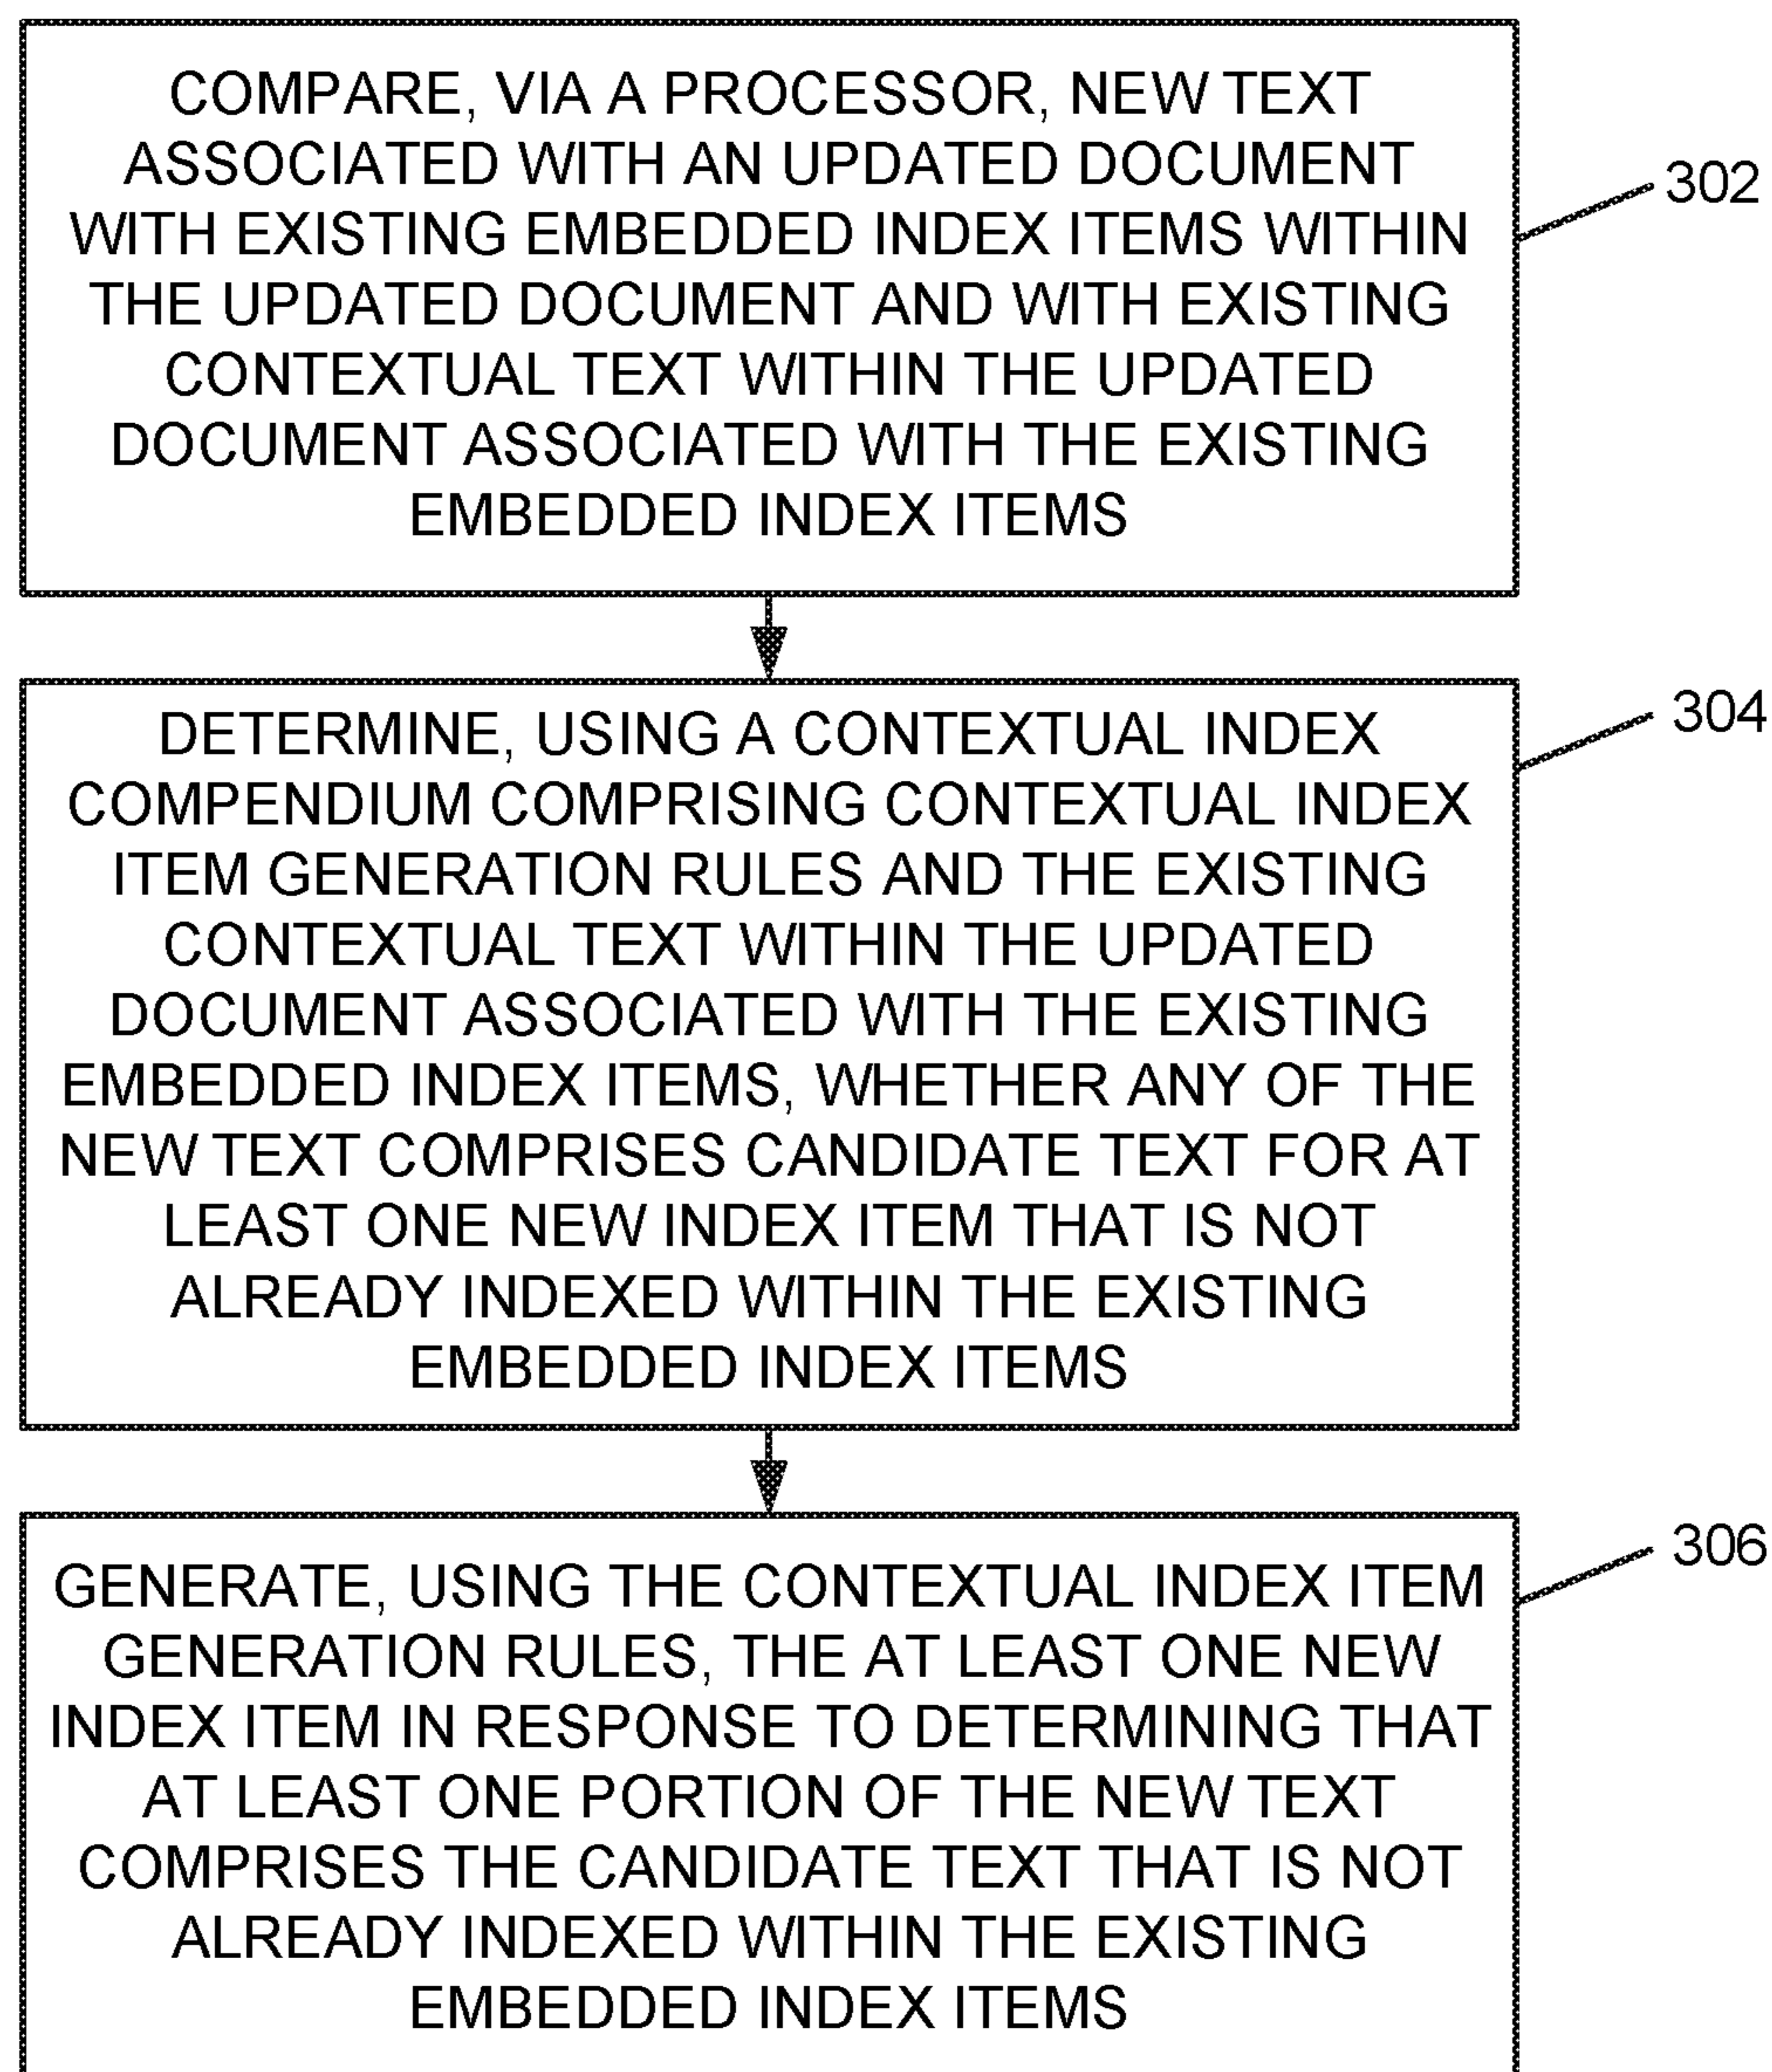 COMPARE, VIA A PROCESSOR, NEW TEXT
ASSOCIATED WITH AN UPDATED DOCUMENT
WITH EXISTING EMBEDDED INDEX ITEMS WITHIN
THE UPDATED DOCUMENT AND WITH EXISTING
CONTEXTUAL TEXT WITHIN THE UPDATED
DOCUMENT ASSOCIATED WITH THE EXISTING
EMBEDDED INDEX ITEMS
302
DETERMINE, USING A CONTEXTUAL INDEX
COMPENDIUM COMPRISING CONTEXTUAL INDEX
ITEM GENERATION RULES AND THE EXISTING
CONTEXTUAL TEXT WITHIN THE UPDATED
DOCUMENT ASSOCIATED WITH THE EXISTING
EMBEDDED INDEX ITEMS, WHETHER ANY OF THE
NEW TEXT COMPRISES CANDIDATE TEXT FOR AT
LEAST ONE NEW INDEX ITEM THAT IS NOT
ALREADY INDEXED WITHIN THE EXISTING
EMBEDDED INDEX ITEMS
304
GENERATE, USING THE CONTEXTUAL INDEX ITEM
GENERATION RULES, THE AT LEAST ONE NEW
INDEX ITEM IN RESPONSE TO DETERMINING THAT
AT LEAST ONE PORTION OF THE NEW TEXT
COMPRISES THE CANDIDATE TEXT THAT IS NOT
ALREADY INDEXED WITHIN THE EXISTING
EMBEDDED INDEX ITEMS
306